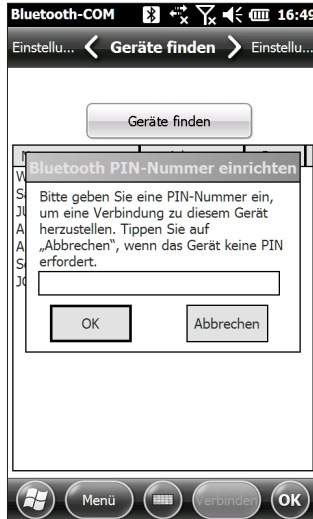 Bluetooth-COM 16:49
Einstellu... Geräte finden Einstellu...
Geräte finden
Bluetooth PIN-Nummer einrichten
Bitte geben Sie eine PIN-Nummer ein,
um eine Verbindung zu diesem Gerät
herzustellen. Tippen Sie auf
„Abbrechen“, wenn das Gerät keine PIN
erfordert.
OK Abbrechen
Menü Verbinden OK